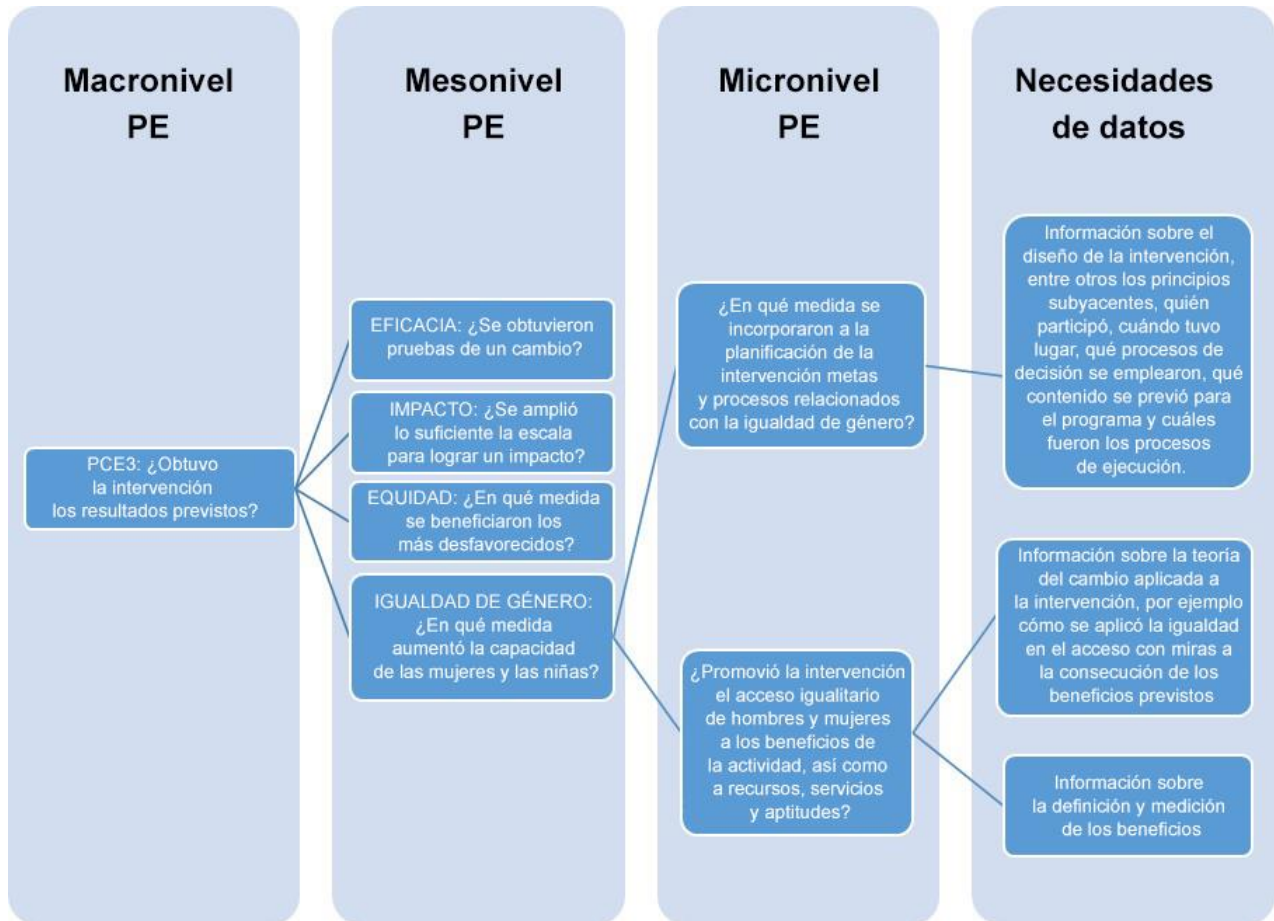 Macronivel
PE
Mesonivel
PE
Micronivel
PE
Necesidades
de datos
PCE3: ¿Obtuvo
la intervención
los resultados previstos?
EFICACIA: ¿Se obtuvieron
pruebas de un cambio?
IMPACTO: ¿Se amplió
lo suficiente la escala
para lograr un impacto?
EQUIDAD: ¿En qué medida
se beneficiaron los
más desfavorecidos?
IGUALDAD DE GÉNERO:
¿En qué medida
aumentó la capacidad
de las mujeres y las niñas?
¿En qué medida se
incorporaron a la
planificación de la
intervención metas
y procesos relacionados
con la igualdad de género?
¿Promovió la intervención
el acceso igualitario
de hombres y mujeres
a los beneficios de
la actividad, así como
a recursos, servicios
y aptitudes?
Información sobre el
diseño de la intervención,
entre otros los principios
subyacentes, quién
participó, cuándo tuvo
lugar, qué procesos de
decisión se emplearon, qué
contenido se previó para
el programa y cuáles
fueron los procesos
de ejecución.
Información sobre la teoría
del cambio aplicada a
la intervención, por ejemplo
cómo se aplicó la igualdad
en el acceso con miras a
la consecución de los
beneficios previstos
Información sobre
la definición y medición
de los beneficios